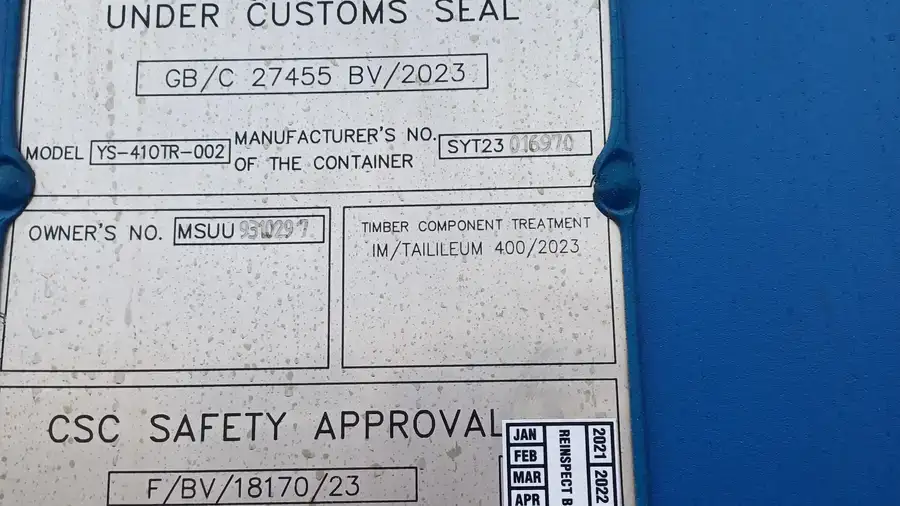 UNDER CUSTOMS SEAL
GB/C 27455 BV/2023
MODEL YS-410TR-002
MANUFACTURER'S NO.
OF THE CONTAINER
SYT23 016970
OWNER'S NO. MSUU 9310297
TIMBER COMPONENT TREATMENT
IM/TAILILEUM 400/2023
CSC SAFETY APPROVAL
F/BV/18170/23
JAN
FEB
MAR
APR
REINSPECT B
2021
2022